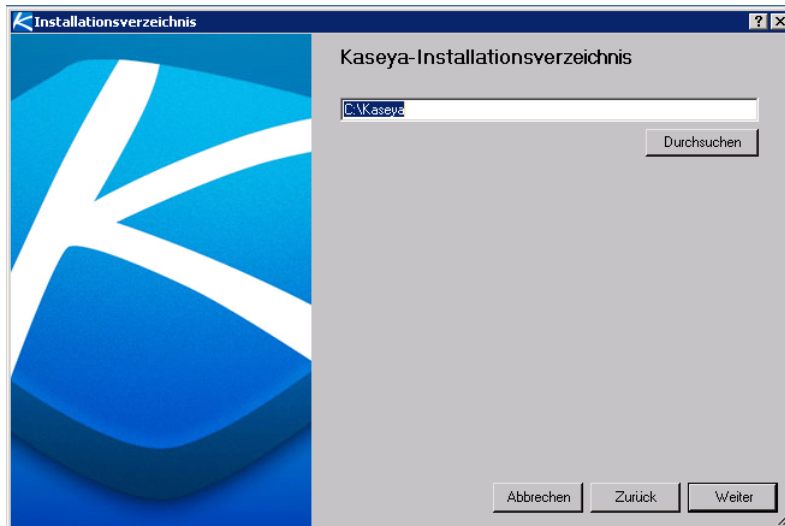 Installationsverzeichnis
Kaseya-Installationsverzeichnis
C:\Kaseya
Durchsuchen
Abbrechen Zurück Weiter